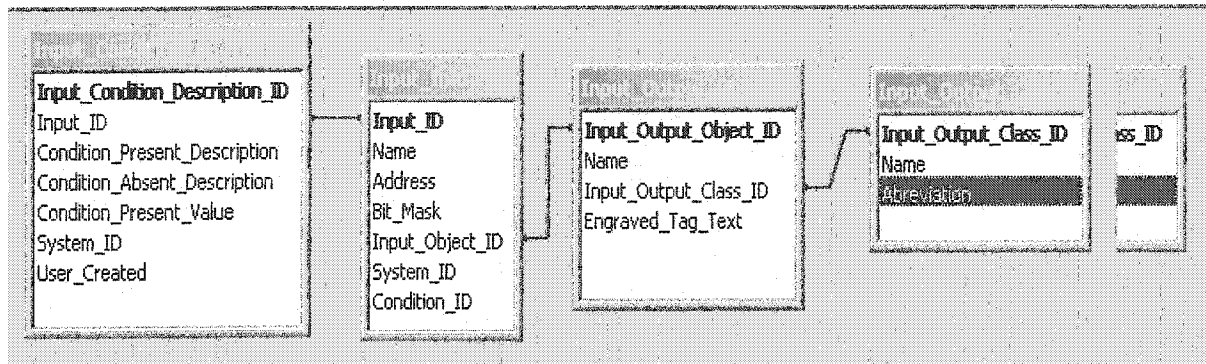 Input_Condition_Description_ID
Input_ID
Condition_Present_Description
Condition_Absent_Description
Condition_Present_Value
System_ID
User_Created
Input_ID
Name
Address
Bit_Mask
Input_Object_ID
System_ID
Condition_ID
Input_Output_Object_ID
Name
Input_Output_Class_ID
Engraved_Tag_Text
Input_Output_Class_ID
Name
Abreviation
ss_ID